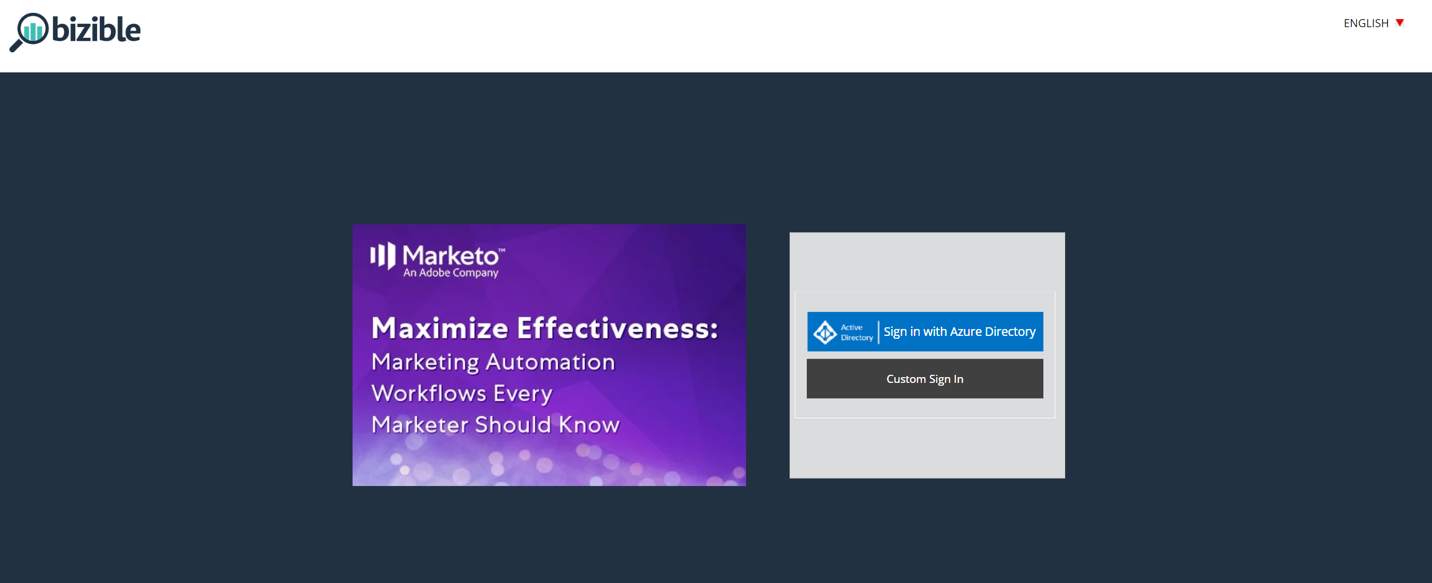 bizible
ENGLISH
Marketo™
An Adobe Company
Maximize Effectiveness:
Marketing Automation
Workflows Every
Marketer Should Know
Active
Directory
Sign in with Azure Directory
Custom Sign In